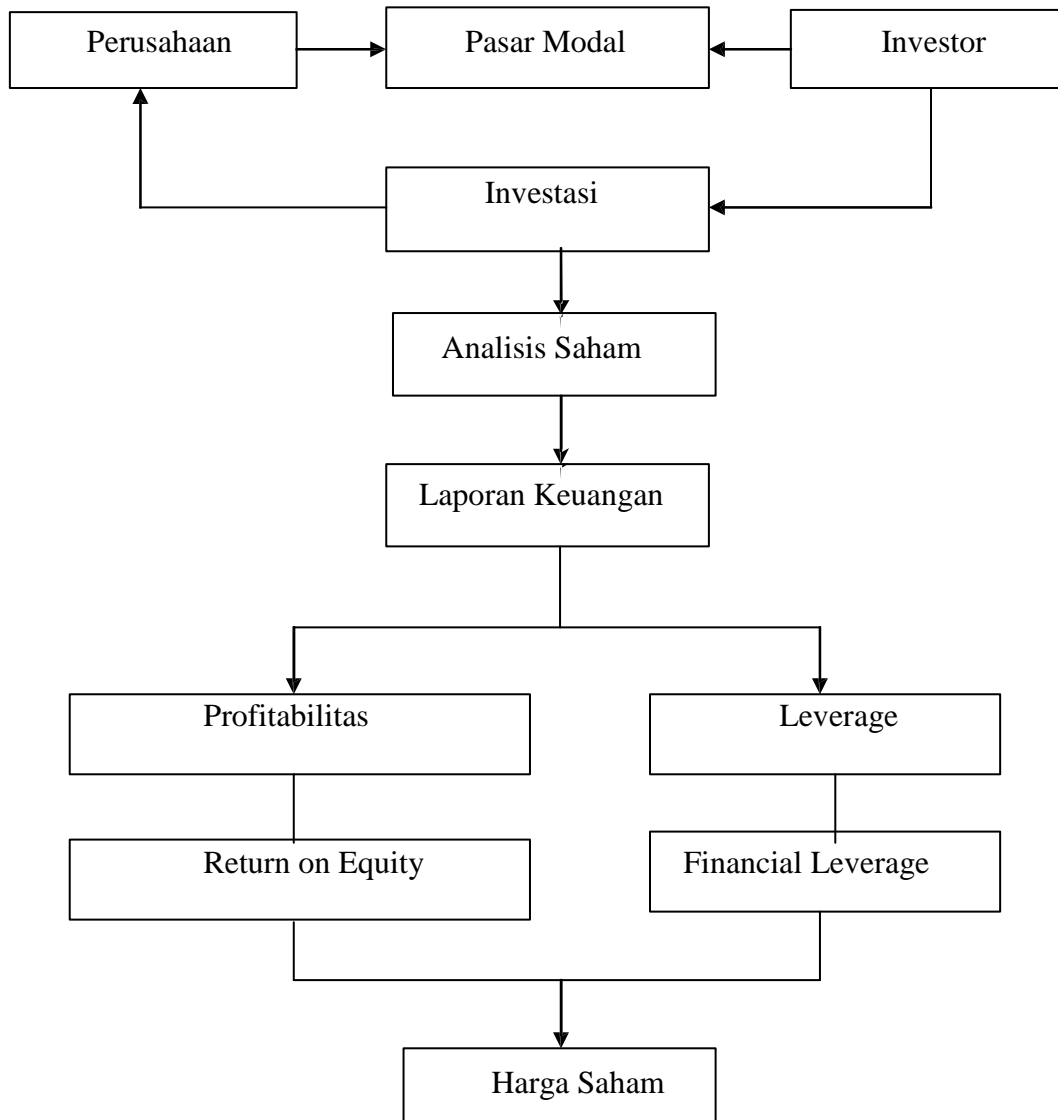 Perusahaan
Pasar Modal
Investor
Investasi
Analisis Saham
Laporan Keuangan
Profitabilitas
Leverage
Return on Equity
Financial Leverage
Harga Saham